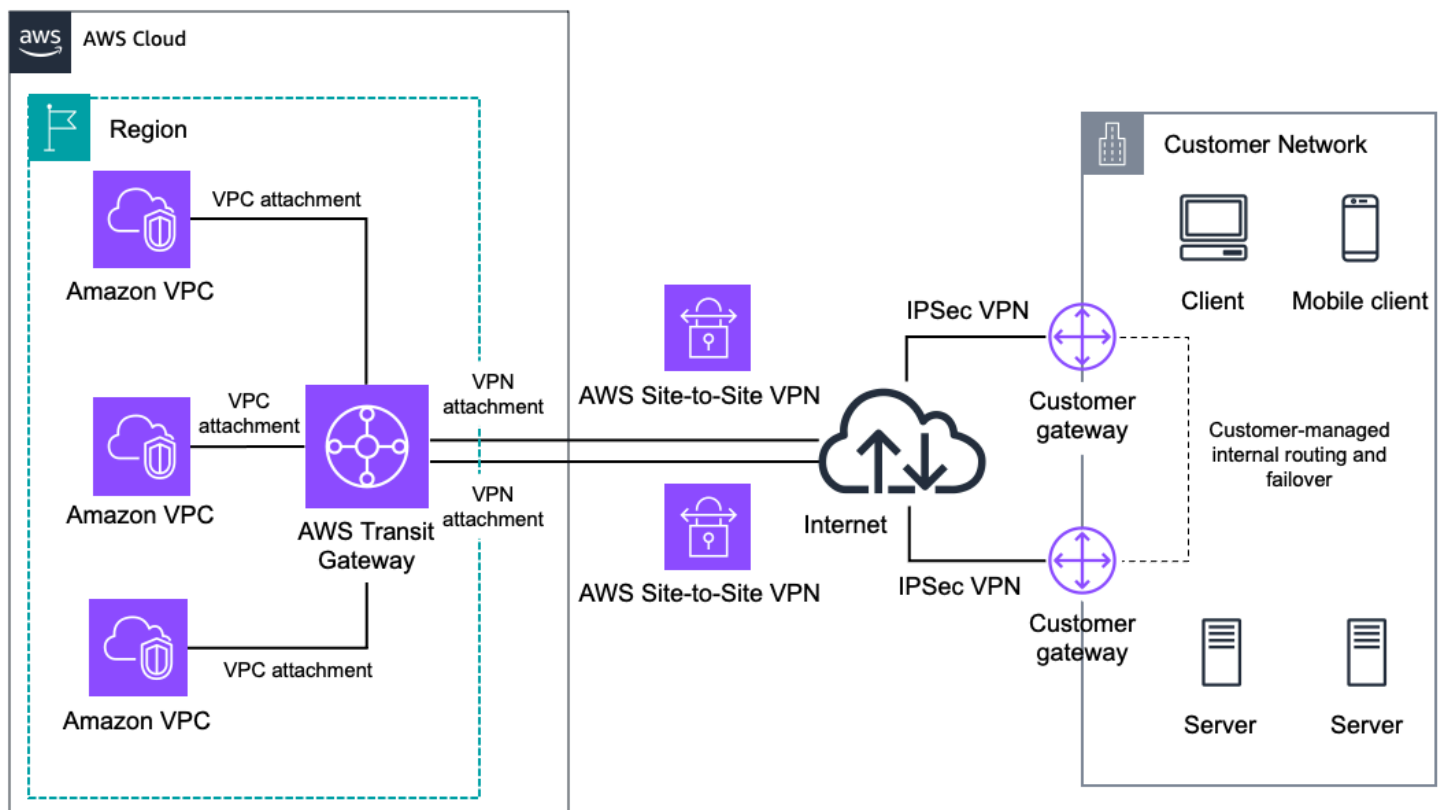 aws
AWS Cloud
Region
VPC attachment
Amazon VPC
VPC
attachment
Amazon VPC
AWS Transit
Gateway
VPC attachment
Amazon VPC
VPN
attachment
VPN
attachment
AWS Site-to-Site VPN
AWS Site-to-Site VPN
Internet
IPSec VPN
IPSec VPN
Customer Network
Client
Mobile client
Customer
gateway
Customer-managed
internal routing and
failover
Customer
gateway
Server
Server